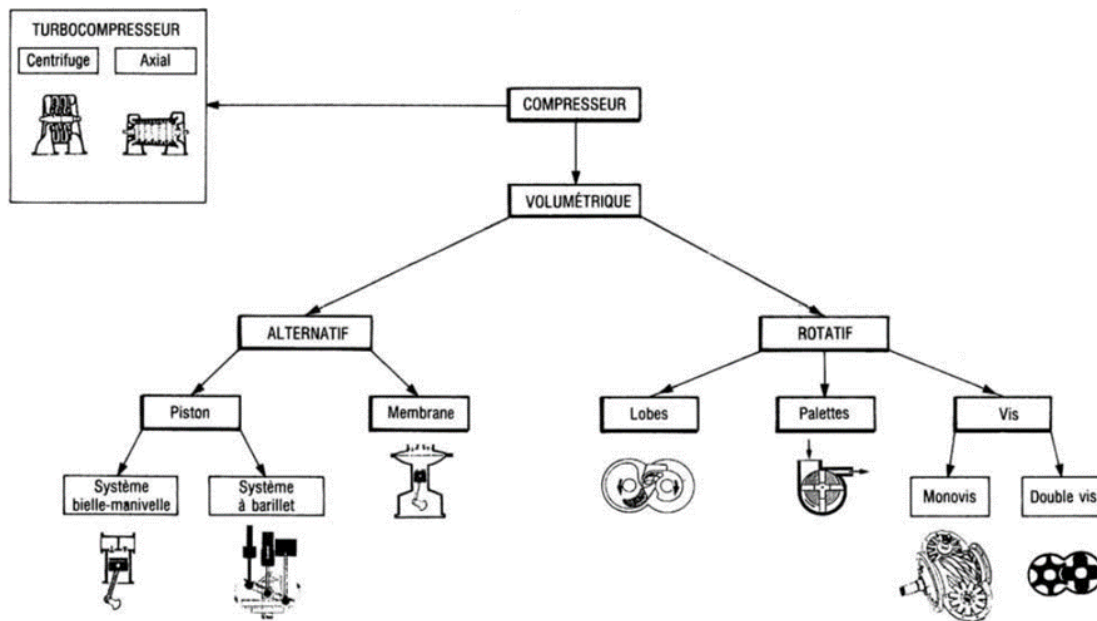 TURBOCOMPRESSEUR
Centrifuge
Axial
COMPRESSEUR
VOLUMÉTRIQUE
ALTERNATIF
ROTATIF
Piston
Membrane
Lobes
Palettes
Vis
Système
bielle-manivelle
Système
à barillet
Monovis
Double vis